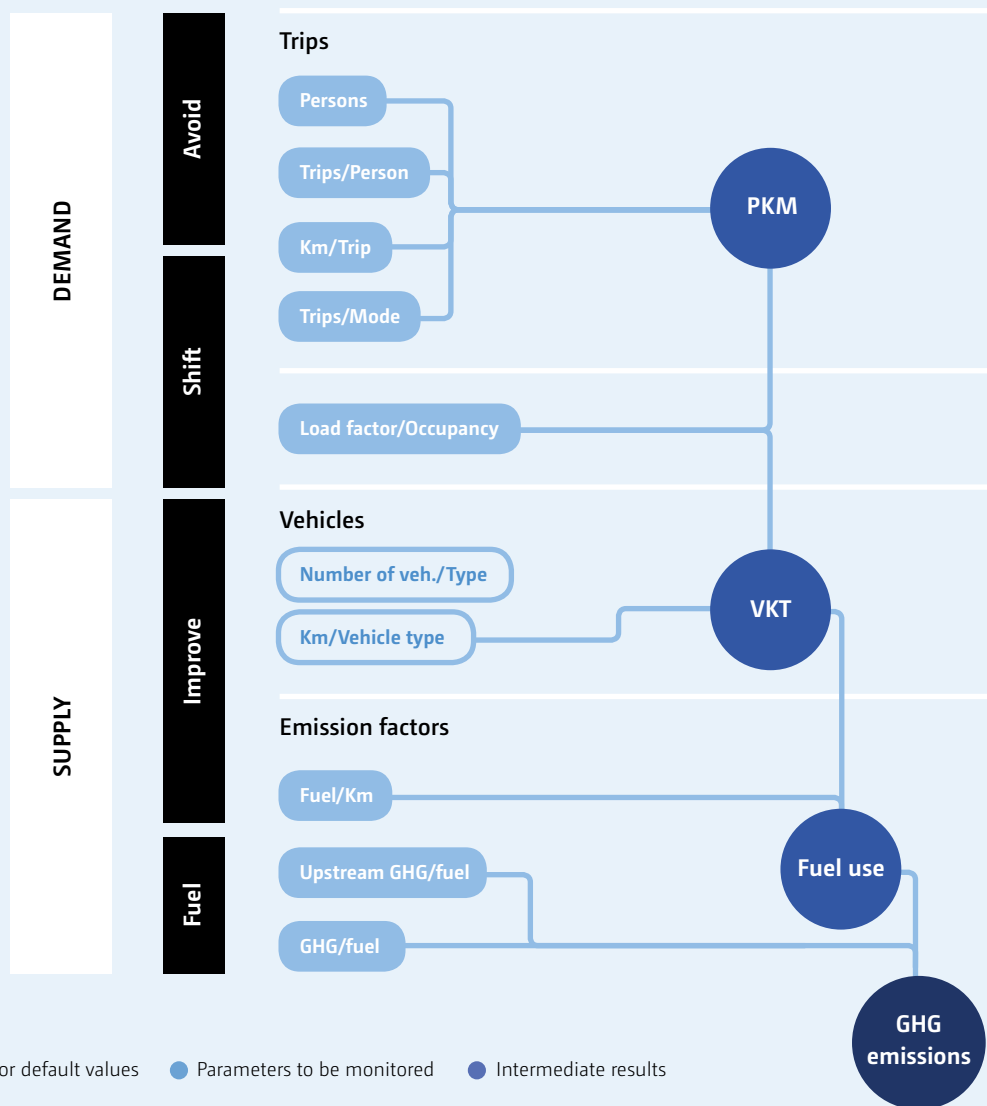 DEMAND
Avoid
Shift
Trips
Persons
Trips/Person
Km/Trip
Trips/Mode
PKM
Load factor/Occupancy
SUPPLY
Improve
Fuel
Vehicles
Number of veh./Type
Km/Vehicle type
VKT
Emission factors
Fuel/Km
Upstream GHG/fuel
GHG/fuel
Fuel use
GHG
emissions
or default values Parameters to be monitored Intermediate results